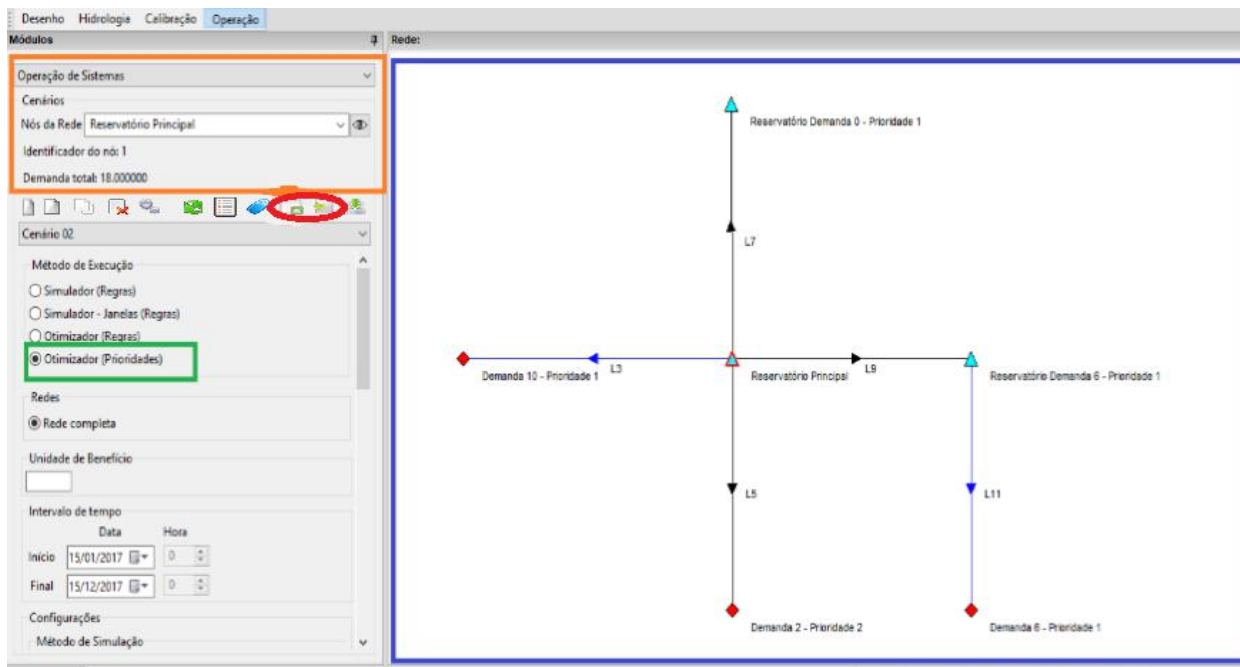 Desenho Hidrologia Calibração Operação
Módulos
Operação de Sistemas
Cenários
Nós da Rede Reservatório Principal
Identificador do nó: 1
Demanda total: 18.000000
Cenário 02
Método de Execução
Simulador (Regras)
Simulador - Janelas (Regras)
Otimizador (Regras)
Otimizador (Prioridades)
Redes
Rede completa
Unidade de Benefício
Intervalo de tempo
Data Hora
Início 15/01/2017 0
Final 15/12/2017 0
Configurações
Método de Simulação
Rede:
Reservatório Demanda 0 - Prioridade 1
L7
L3
Demanda 10 - Prioridade 1
Reservatório Principal
L9
Reservatório Demanda 6 - Prioridade 1
L5
L11
Demanda 2 - Prioridade 2
Demanda 6 - Prioridade 1